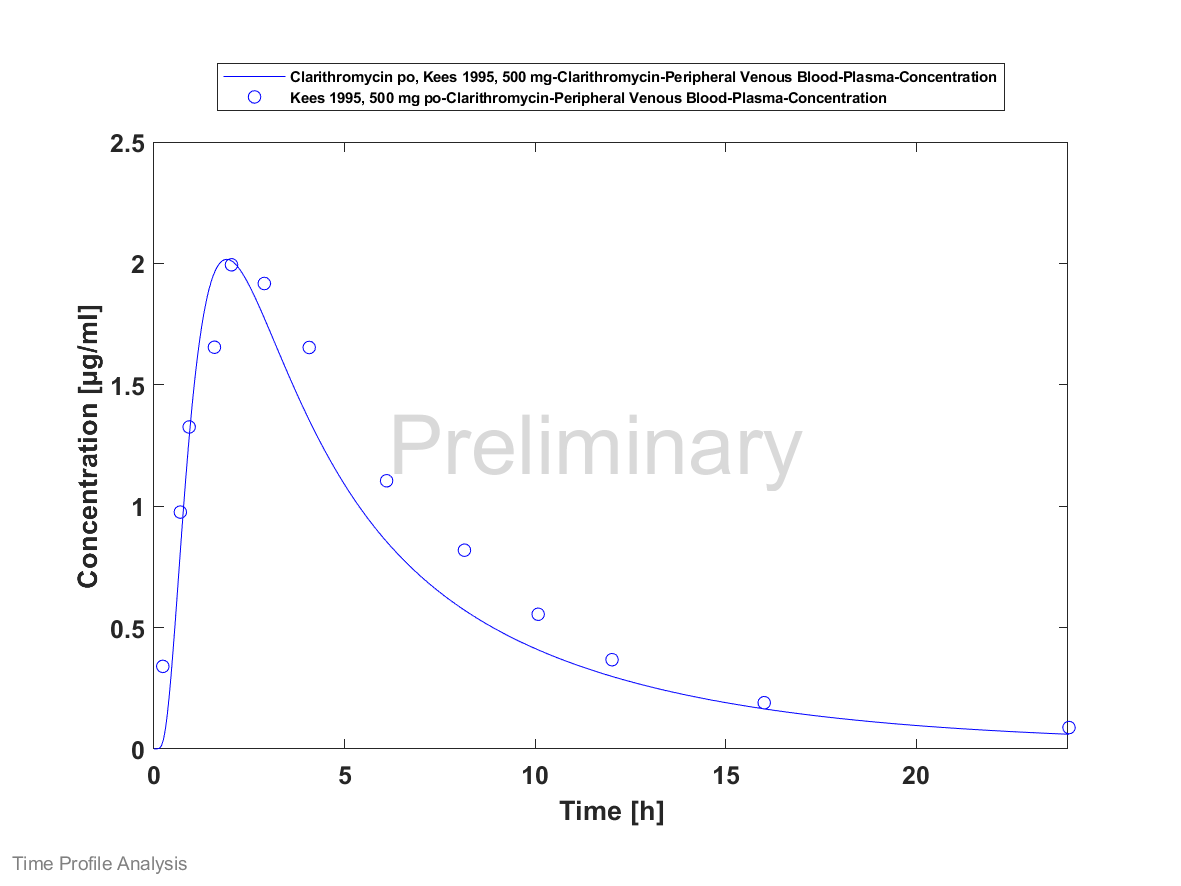 Clarithromycin po, Kees 1995, 500 mg-Clarithromycin-Peripheral Venous Blood-Plasma-Concentration
Kees 1995, 500 mg po-Clarithromycin-Peripheral Venous Blood-Plasma-Concentration
2.5
2
1.5
1
0.5
0
Concentration [µg/ml]
Preliminary
0 5 10 15 20
Time [h]
Time Profile Analysis